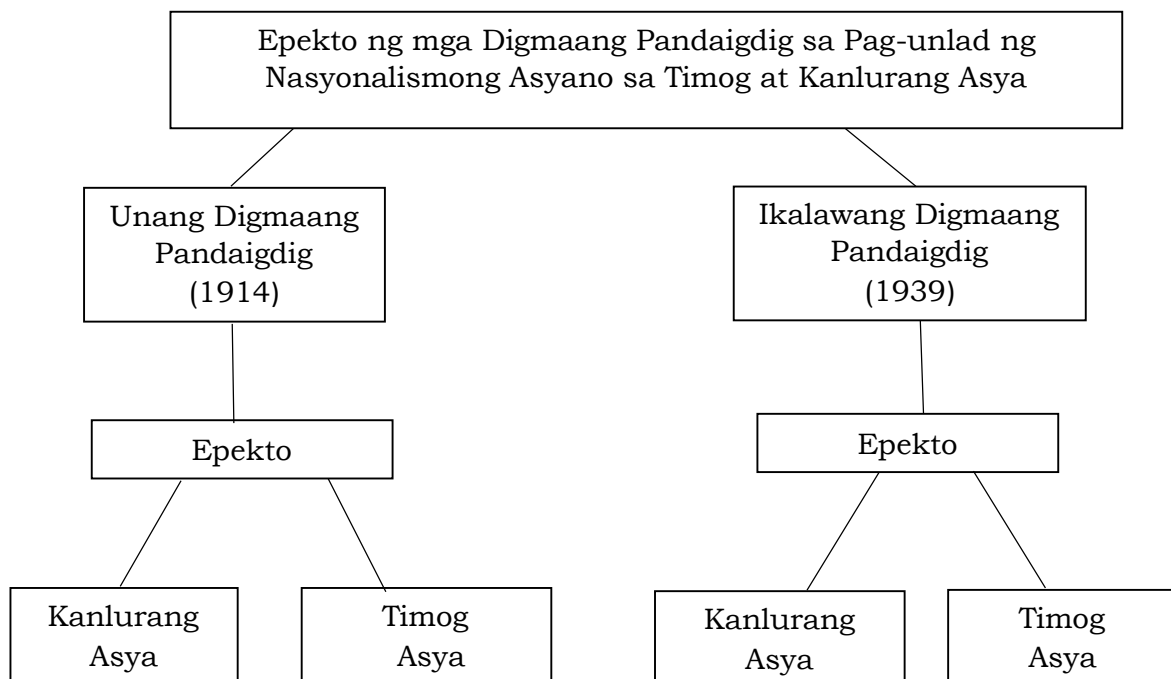 Epekto ng mga Digmaang Pandaigdig sa Pag-unlad ng
Nasyonalismong Asyano sa Timog at Kanlurang Asya
Unang Digmaang
Pandaigdig
(1914)
Ikalawang Digmaang
Pandaigdig
(1939)
Epekto
Epekto
Kanlurang
Asya
Timog
Asya
Kanlurang
Asya
Timog
Asya